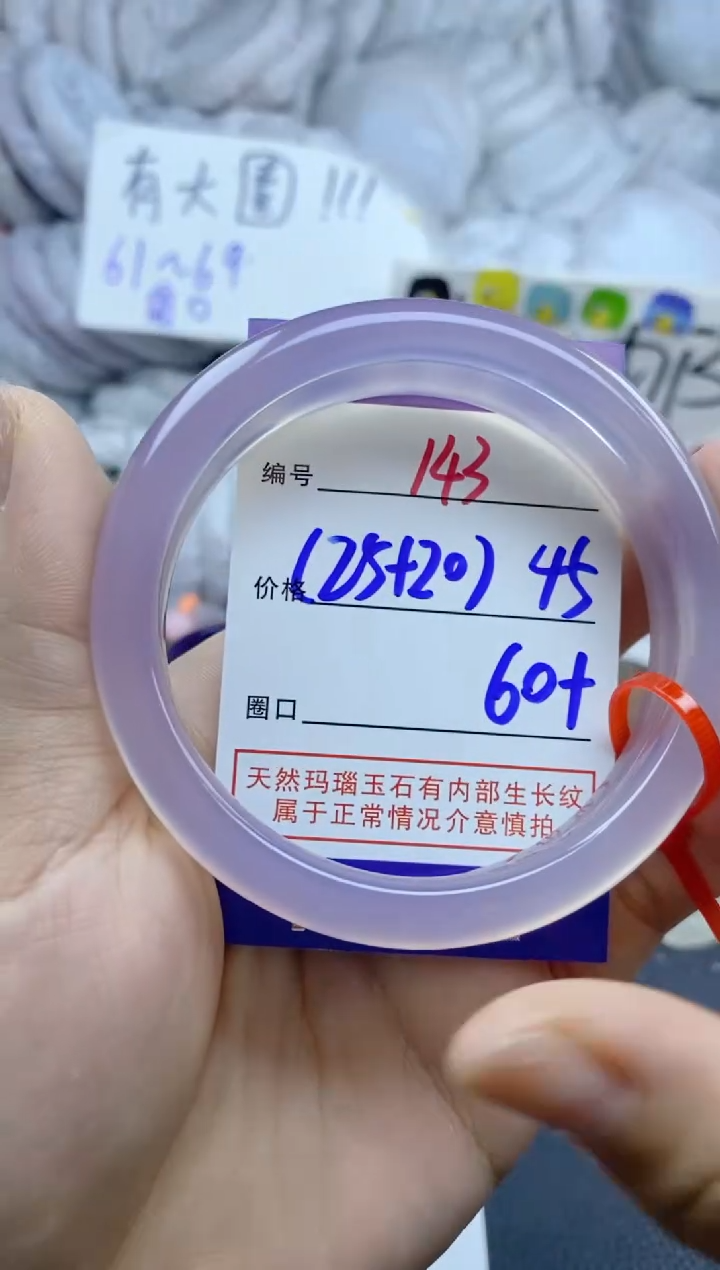 有大圈!!!
61~69
编号 143
价格 (25+20) 45
圈口 60+
天然玛瑙玉石有内部生长纹
属于正常情况介意慎拍